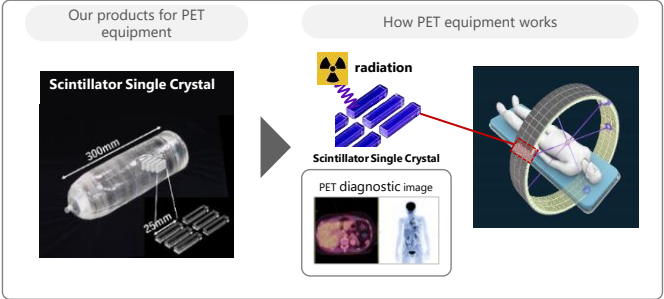 Our products for PET
equipment
How PET equipment works
Scintillator Single Crystal
300mm
25mm
radiation
Scintillator Single Crystal
PET diagnostic image